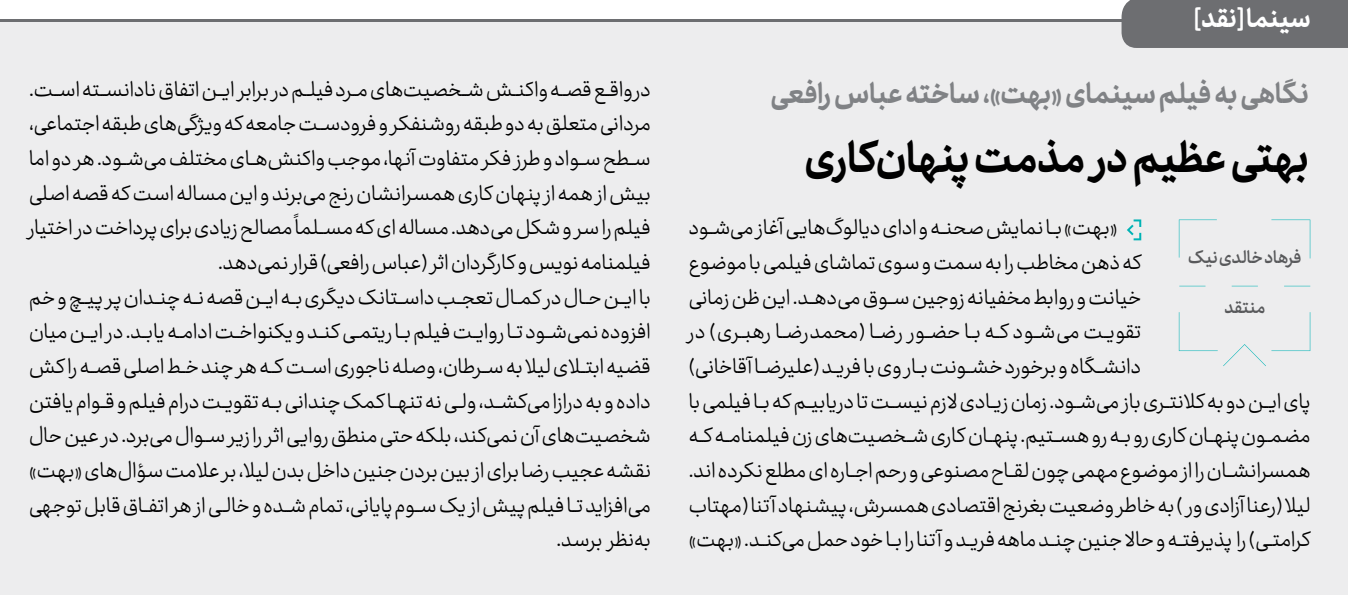 سینما[نقد]
نگاهی به فیلم سینمای «بهت»، ساخته عباس رافعی
بهتی عظیم در مذمت پنهان‌کاری
فرهاد خالدی‌نیک
منتقد
«بهت» با نمایش صحنه و ادای دیالوگ‌هایی آغاز می‌شود
که ذهن مخاطب را به سمت و سوی تماشای فیلمی با موضوع
خیانت و روابط مخفیانه زوجین سوق می‌دهد. این ظن زمانی
تقویت می‌شود که با حضور رضا (محمدرضا رهبری) در
دانشگاه و برخورد خشونت بار وی با فرید (علیرضا آقاخانی)
پای این دو به کلانتری باز می‌شود. زمان زیادی لازم نیست تا دریابیم که با فیلمی با
مضمون پنهان کاری رو به رو هستیم. پنهان کاری شخصیت‌های زن فیلمنامه که
همسرانشان را از موضوع مهمی چون لقاح مصنوعی و رحم اجاره ای مطلع نکرده اند.
لیلا (رعنا آزادی ور ) به خاطر وضعیت بغرنج اقتصادی همسرش، پیشنهاد آتنا (مهتاب
کرامتی) را پذیرفته و حالا جنین چند ماهه فرید و آتنا را با خود حمل می‌کند. «بهت»
درواقع قصه واکنش شخصیت‌های مرد فیلم در برابر این اتفاق نادانسته است.
مردانی متعلق به دو طبقه روشنفکر و فرودست جامعه که ویژگی‌های طبقه اجتماعی،
سطح سواد و طرز فکر متفاوت آنها، موجب واکنش‌های مختلف می‌شود. هر دو اما
بیش از همه از پنهان کاری همسرانشان رنج می‌برند و این مساله است که قصه اصلی
فیلم را سر و شکل می‌دهد. مساله ای که مسلماً مصالح زیادی برای پرداخت در اختیار
فیلمنامه نویس و کارگردان اثر (عباس رافعی) قرار نمی‌دهد.
با این حال در کمال تعجب داستانک دیگری به این قصه نه چندان پر پیچ و خم
افزوده نمی‌شود تا روایت فیلم با ریتمی کند و یکنواخت ادامه یابد. در این میان
قضیه ابتلای لیلا به سرطان، وصله ناجوری است که هر چند خط اصلی قصه را کش
داده و به درازا می‌کشد، ولی نه تنها کمک چندانی به تقویت درام فیلم و قوام یافتن
شخصیت‌های آن نمی‌کند، بلکه حتی منطق روایی اثر را زیر سوال می‌برد. در عین حال
نقشه عجیب رضا برای از بین بردن جنین داخل بدن لیلا، بر علامت سؤال‌های «بهت»
می‌افزاید تا فیلم پیش از یک سوم پایانی، تمام شده و خالی از هر اتفاق قابل توجهی
به‌نظر برسد.